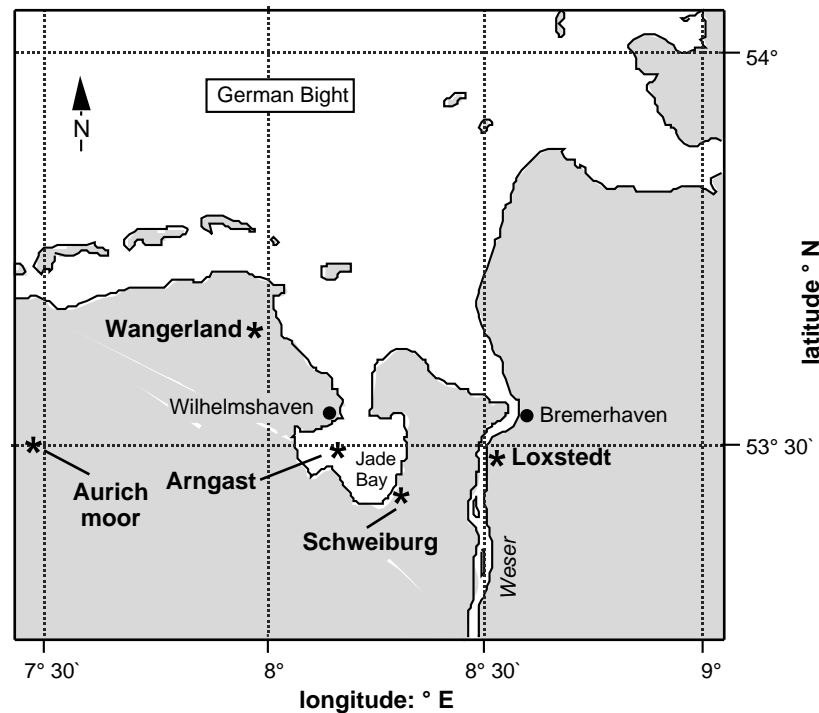 54°
German Bight
N
latitude ° N
Wangerland *
Wilhelmshaven
Bremerhaven
53° 30`
Aurich
moor
Arngast
Jade
Bay
* Loxstedt
Schweiburg
Weser
7° 30`
8°
8° 30`
9°
longitude: ° E